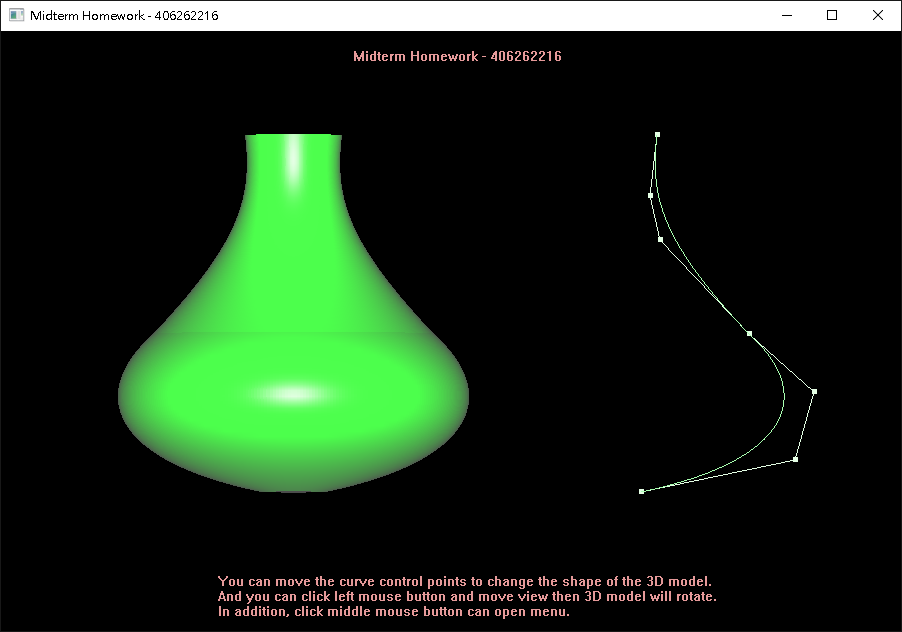 Midterm Homework - 406262216
Midterm Homework - 406262216
You can move the curve control points to change the shape of the 3D model.
And you can click left mouse button and move view then 3D model will rotate.
In addition, click middle mouse button can open menu.